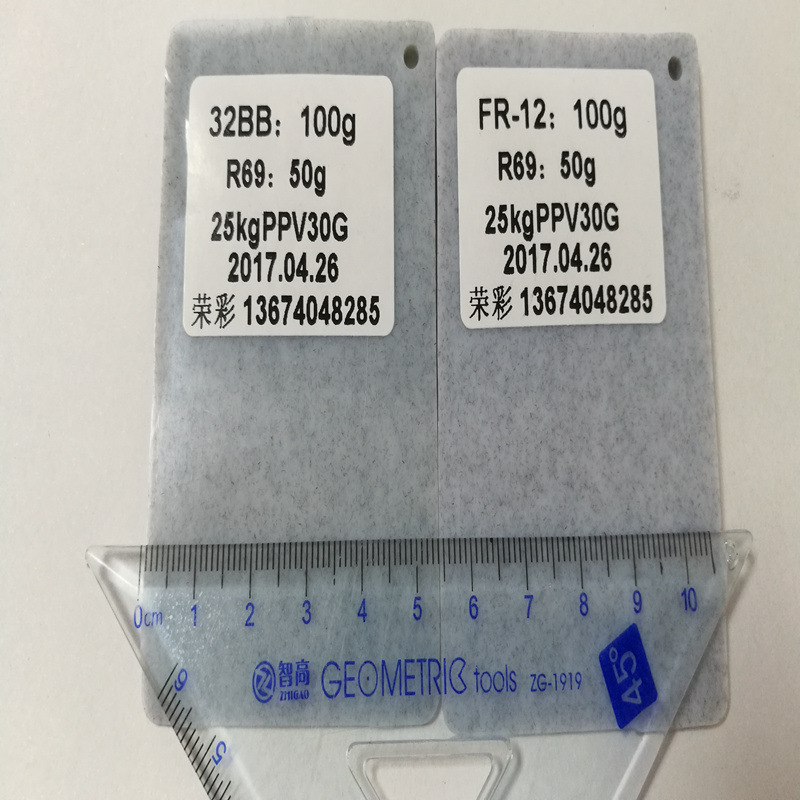 32BB：100g
R69：50g
25kgPPV30G
2017.04.26
荣彩 13674048285
FR-12：100g
R69：50g
25kgPPV30G
2017.04.26
荣彩 13674048285
0cm 1 2 3 4 5 6 7 8 9 10
智高 ZHIGAO GEOMETRIC tools ZG-1919
45°
6
5